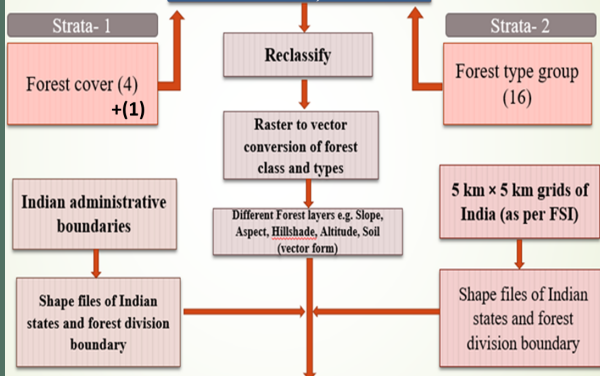 Strata- 1
Forest cover (4)
+(1)
Reclassify
Strata- 2
Forest type group
(16)
Raster to vector
conversion of forest
class and types
Indian administrative
boundaries
Different Forest layers e.g. Slope,
Aspect, Hillshade, Altitude, Soil
(vector form)
5 km × 5 km grids of
India (as per FSI)
Shape files of Indian
states and forest division
boundary
Shape files of Indian
states and forest
division boundary